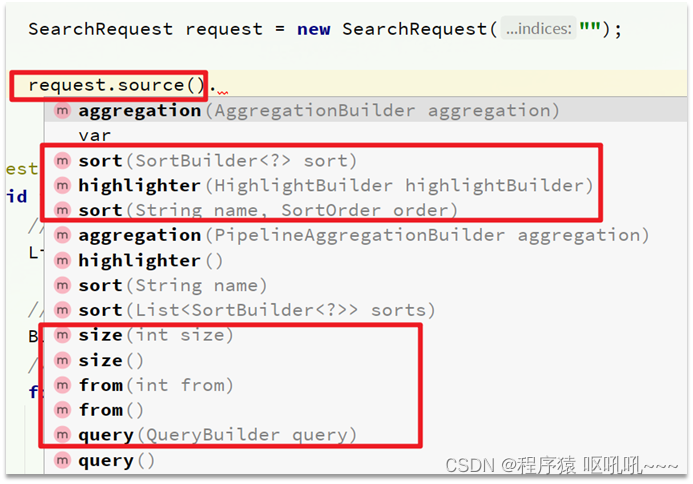 SearchRequest request = new SearchRequest( ...indices: "");
request.source().
m aggregation(AggregationBuilder aggregation)
var
m sort(SortBuilder<?> sort)
est
m highlighter(HighlightBuilder highlightBuilder)
id
m sort(String name, SortOrder order)
//
m aggregation(PipelineAggregationBuilder aggregation)
L
m highlighter()
m sort(String name)
//
m sort(List<SortBuilder<?>> sorts)
B
m size(int size)
//
m size()
m from(int from)
fo
m from()
m query(QueryBuilder query)
m query()
CSDN @程序猿 呕吼吼~~~